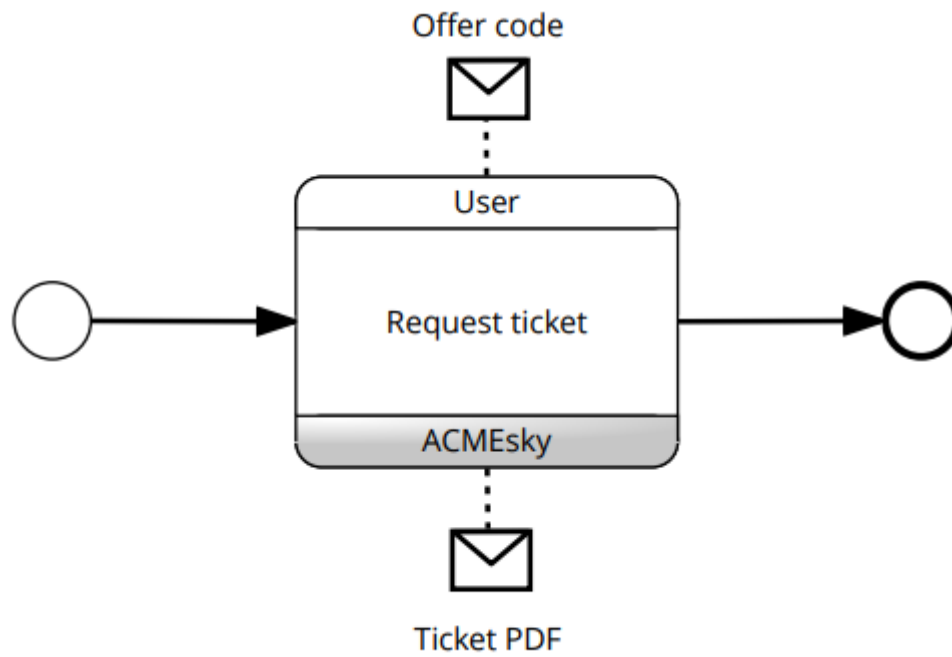 Offer code
User
Request ticket
ACMEsky
Ticket PDF